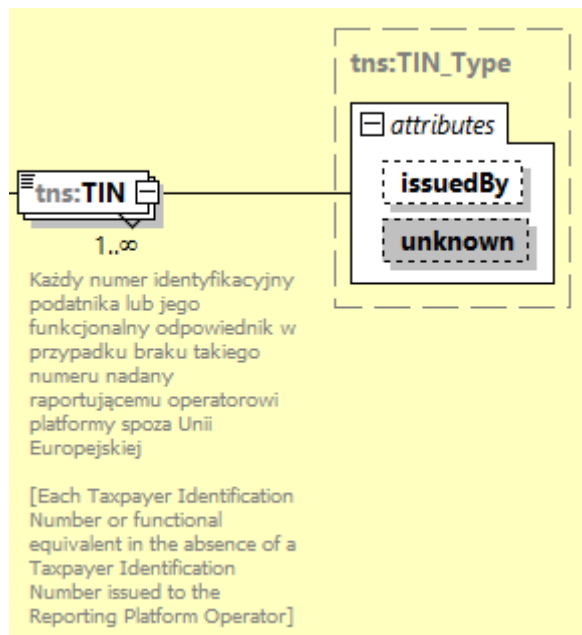 tns:TIN_Type
attributes
issuedBy
tns:TIN
unknown
1..∞
Każdy numer identyfikacyjny
podatnika lub jego
funkcjonalny odpowiednik w
przypadku braku takiego
numeru nadany
raportującemu operatorowi
platformy spoza Unii
Europejskiej
[Each Taxpayer Identification
Number or functional
equivalent in the absence of a
Taxpayer Identification
Number issued to the
Reporting Platform Operator]